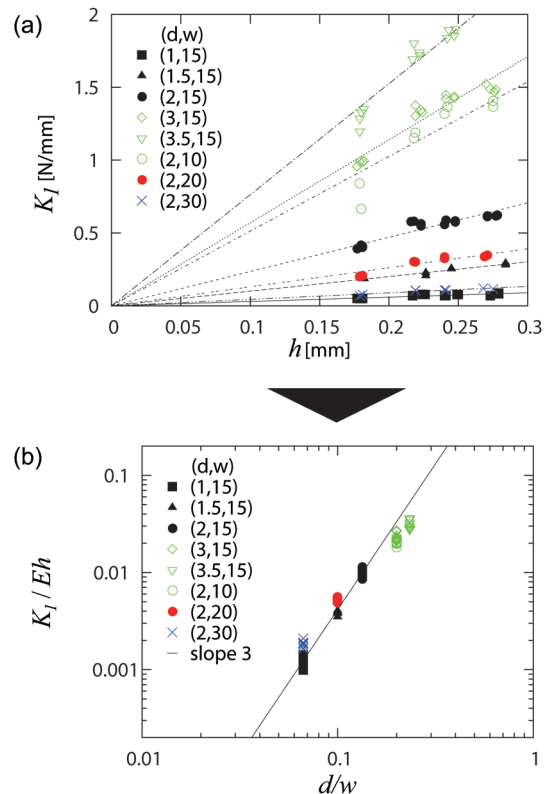 (a)
2
1.5
1
0.5
0
K1 [N/mm]
(d,w)
(1,15)
(1.5,15)
(2,15)
(3,15)
(3.5,15)
(2,10)
(2,20)
(2,30)
0 0.05 0.1 0.15 0.2 0.25 0.3
h [mm]
(b)
0.1
0.01
0.001
K1 / Eh
(d,w)
(1,15)
(1.5,15)
(2,15)
(3,15)
(3.5,15)
(2,10)
(2,20)
(2,30)
slope 3
0.01 0.1 1
d/w